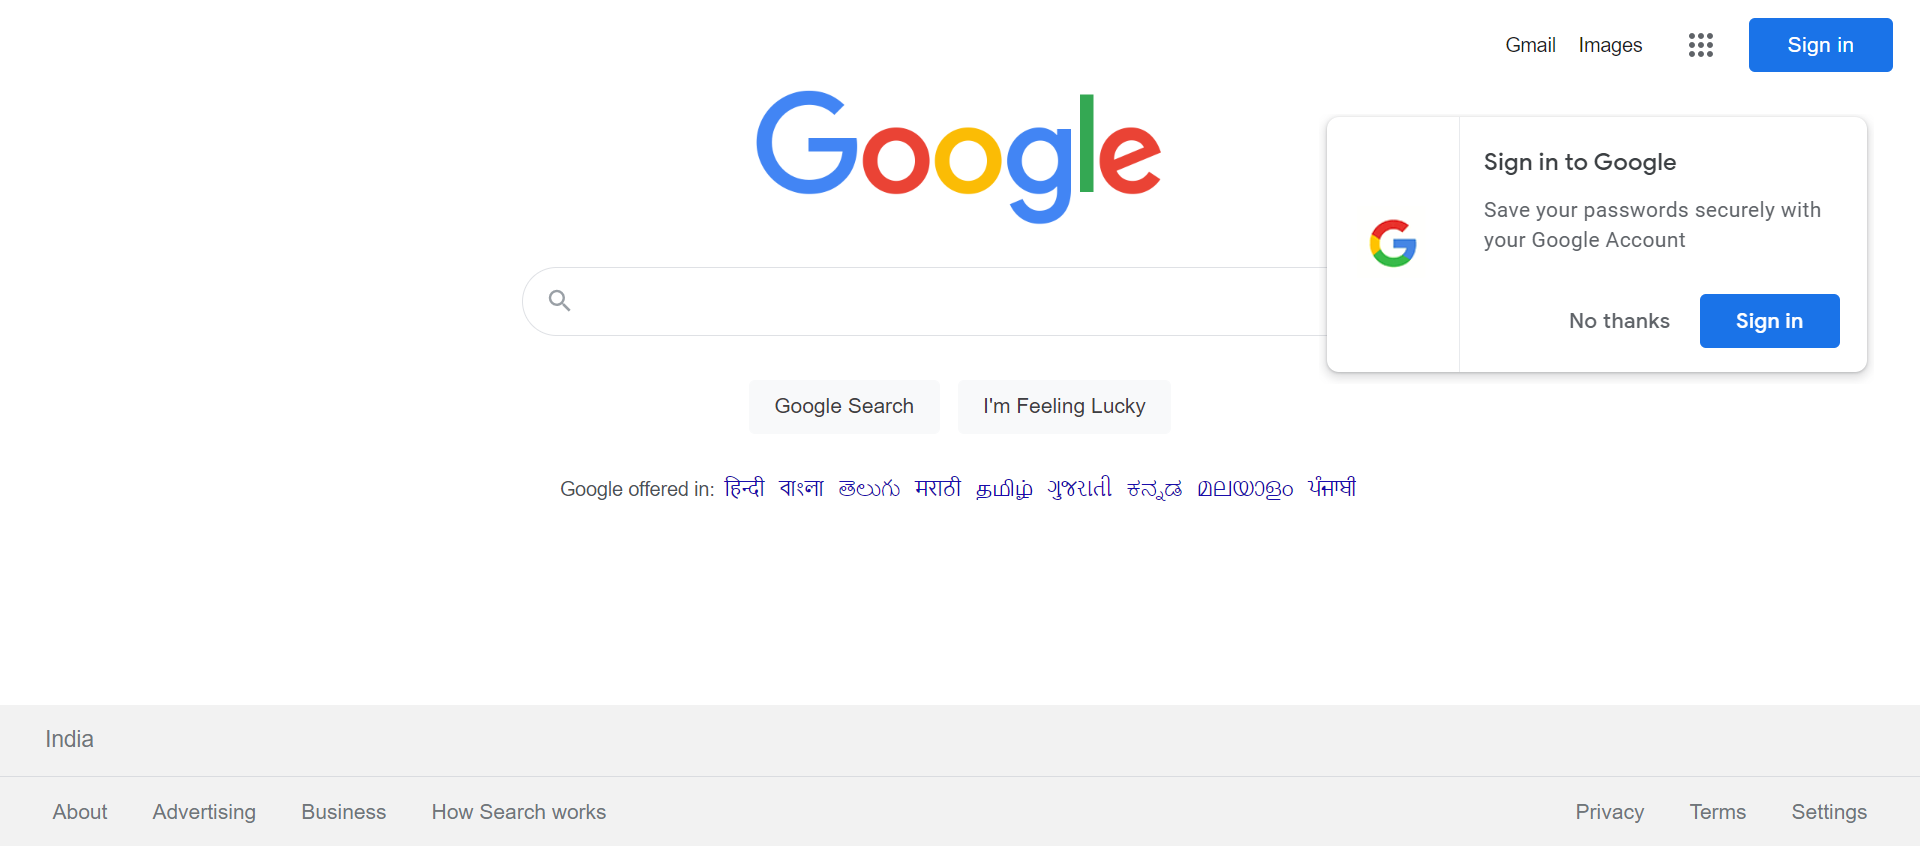 Gmail Images Sign in
Google
Sign in to Google
Save your passwords securely with
your Google Account
No thanks Sign in
Google Search I'm Feeling Lucky
Google offered in: हिन्दी বাংলা తెలుగు मराठी தமிழ் ગુજરાતી ಕನ್ನಡ മലയാളം ਪੰਜਾਬੀ
India
About Advertising Business How Search works Privacy Terms Settings